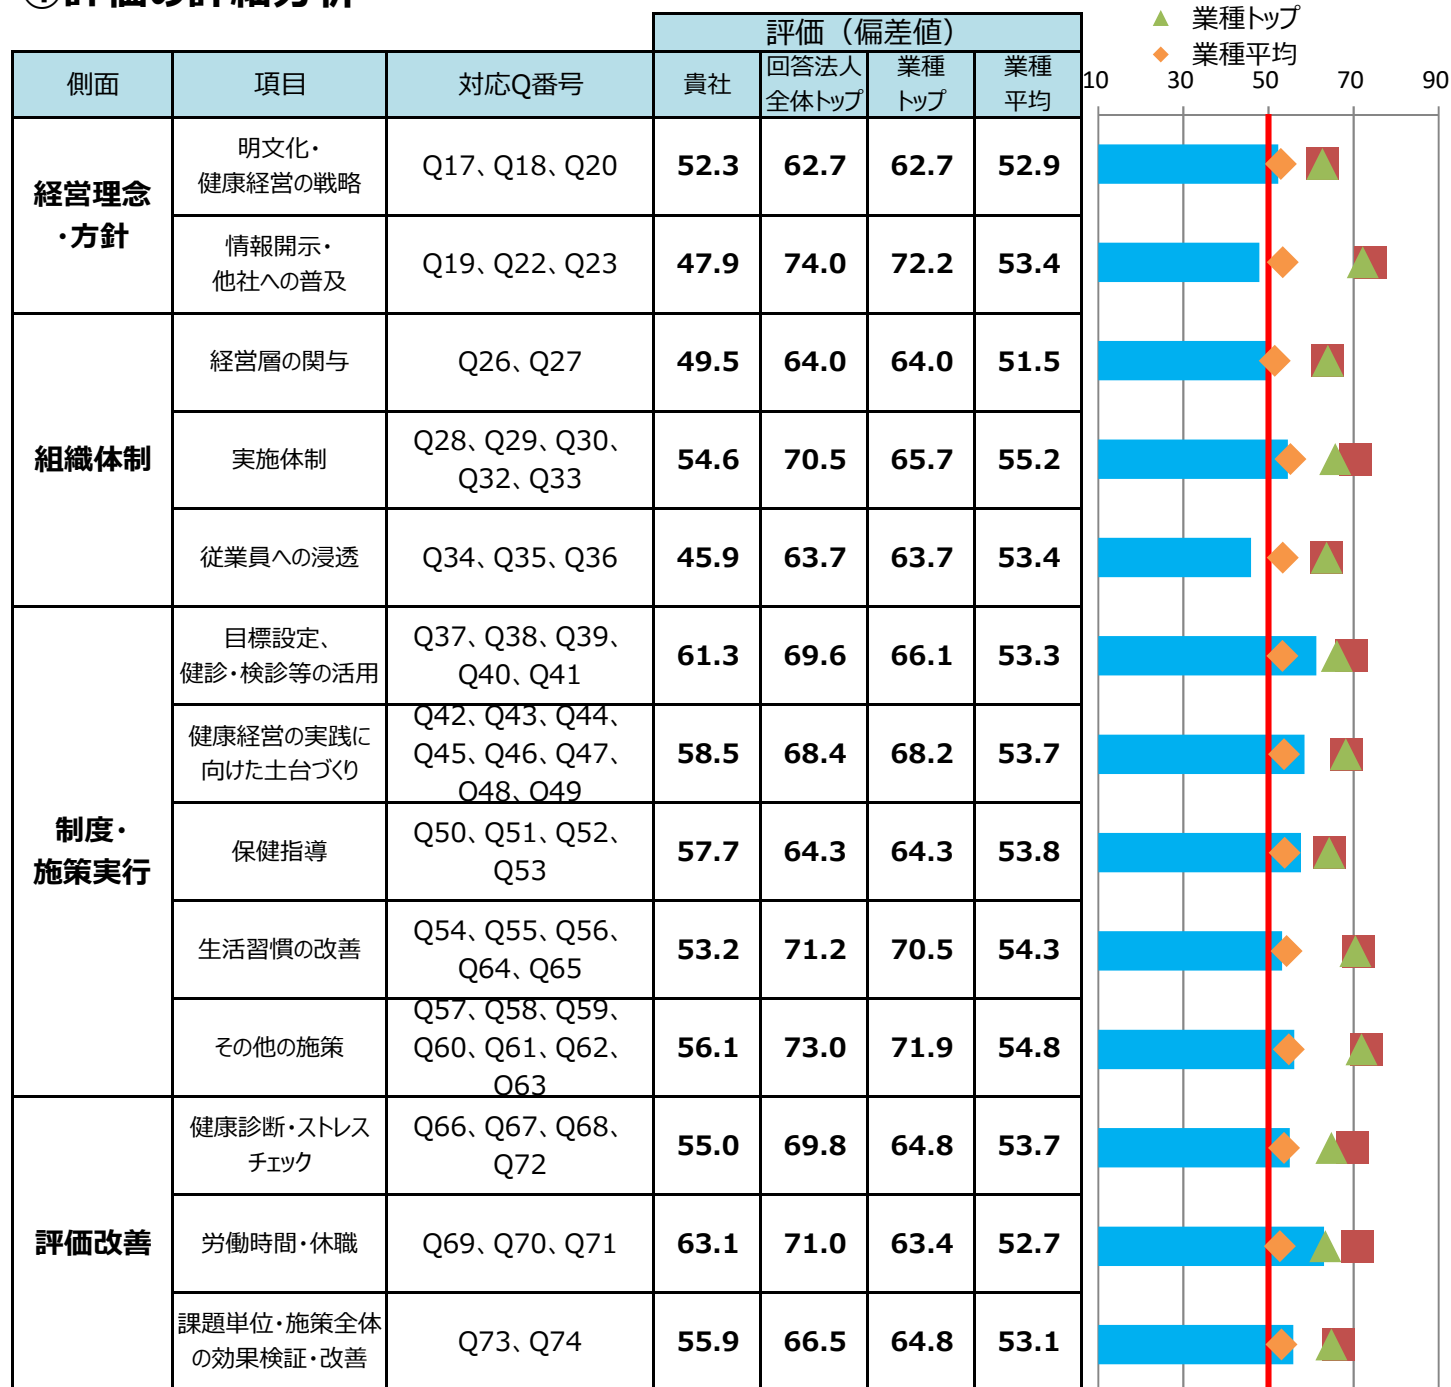 ①評価の詳細分析
業種トップ
業種平均
評価（偏差値）
側面 項目 対応Q番号 貴社 回答法人 業種 業種
全体トップ トップ 平均
10 30 50 70 90
経営理念
・方針
明文化・
健康経営の戦略
Q17、Q18、Q20 52.3 62.7 62.7 52.9
情報開示・
他社への普及
Q19、Q22、Q23 47.9 74.0 72.2 53.4
組織体制
経営層の関与 Q26、Q27 49.5 64.0 64.0 51.5
実施体制
Q28、Q29、Q30、
Q32、Q33
54.6 70.5 65.7 55.2
従業員への浸透 Q34、Q35、Q36 45.9 63.7 63.7 53.4
制度・
施策実行
目標設定、
健診・検診等の活用
Q37、Q38、Q39、
Q40、Q41
61.3 69.6 66.1 53.3
健康経営の実践に
向けた土台づくり
Q42、Q43、Q44、
Q45、Q46、Q47、
Q48、Q49
58.5 68.4 68.2 53.7
保健指導
Q50、Q51、Q52、
Q53
57.7 64.3 64.3 53.8
生活習慣の改善
Q54、Q55、Q56、
Q64、Q65
53.2 71.2 70.5 54.3
その他の施策
Q57、Q58、Q59、
Q60、Q61、Q62、
Q63
56.1 73.0 71.9 54.8
評価改善
健康診断・ストレス
チェック
Q66、Q67、Q68、
Q72
55.0 69.8 64.8 53.7
労働時間・休職 Q69、Q70、Q71 63.1 71.0 63.4 52.7
課題単位・施策全体
の効果検証・改善
Q73、Q74 55.9 66.5 64.8 53.1